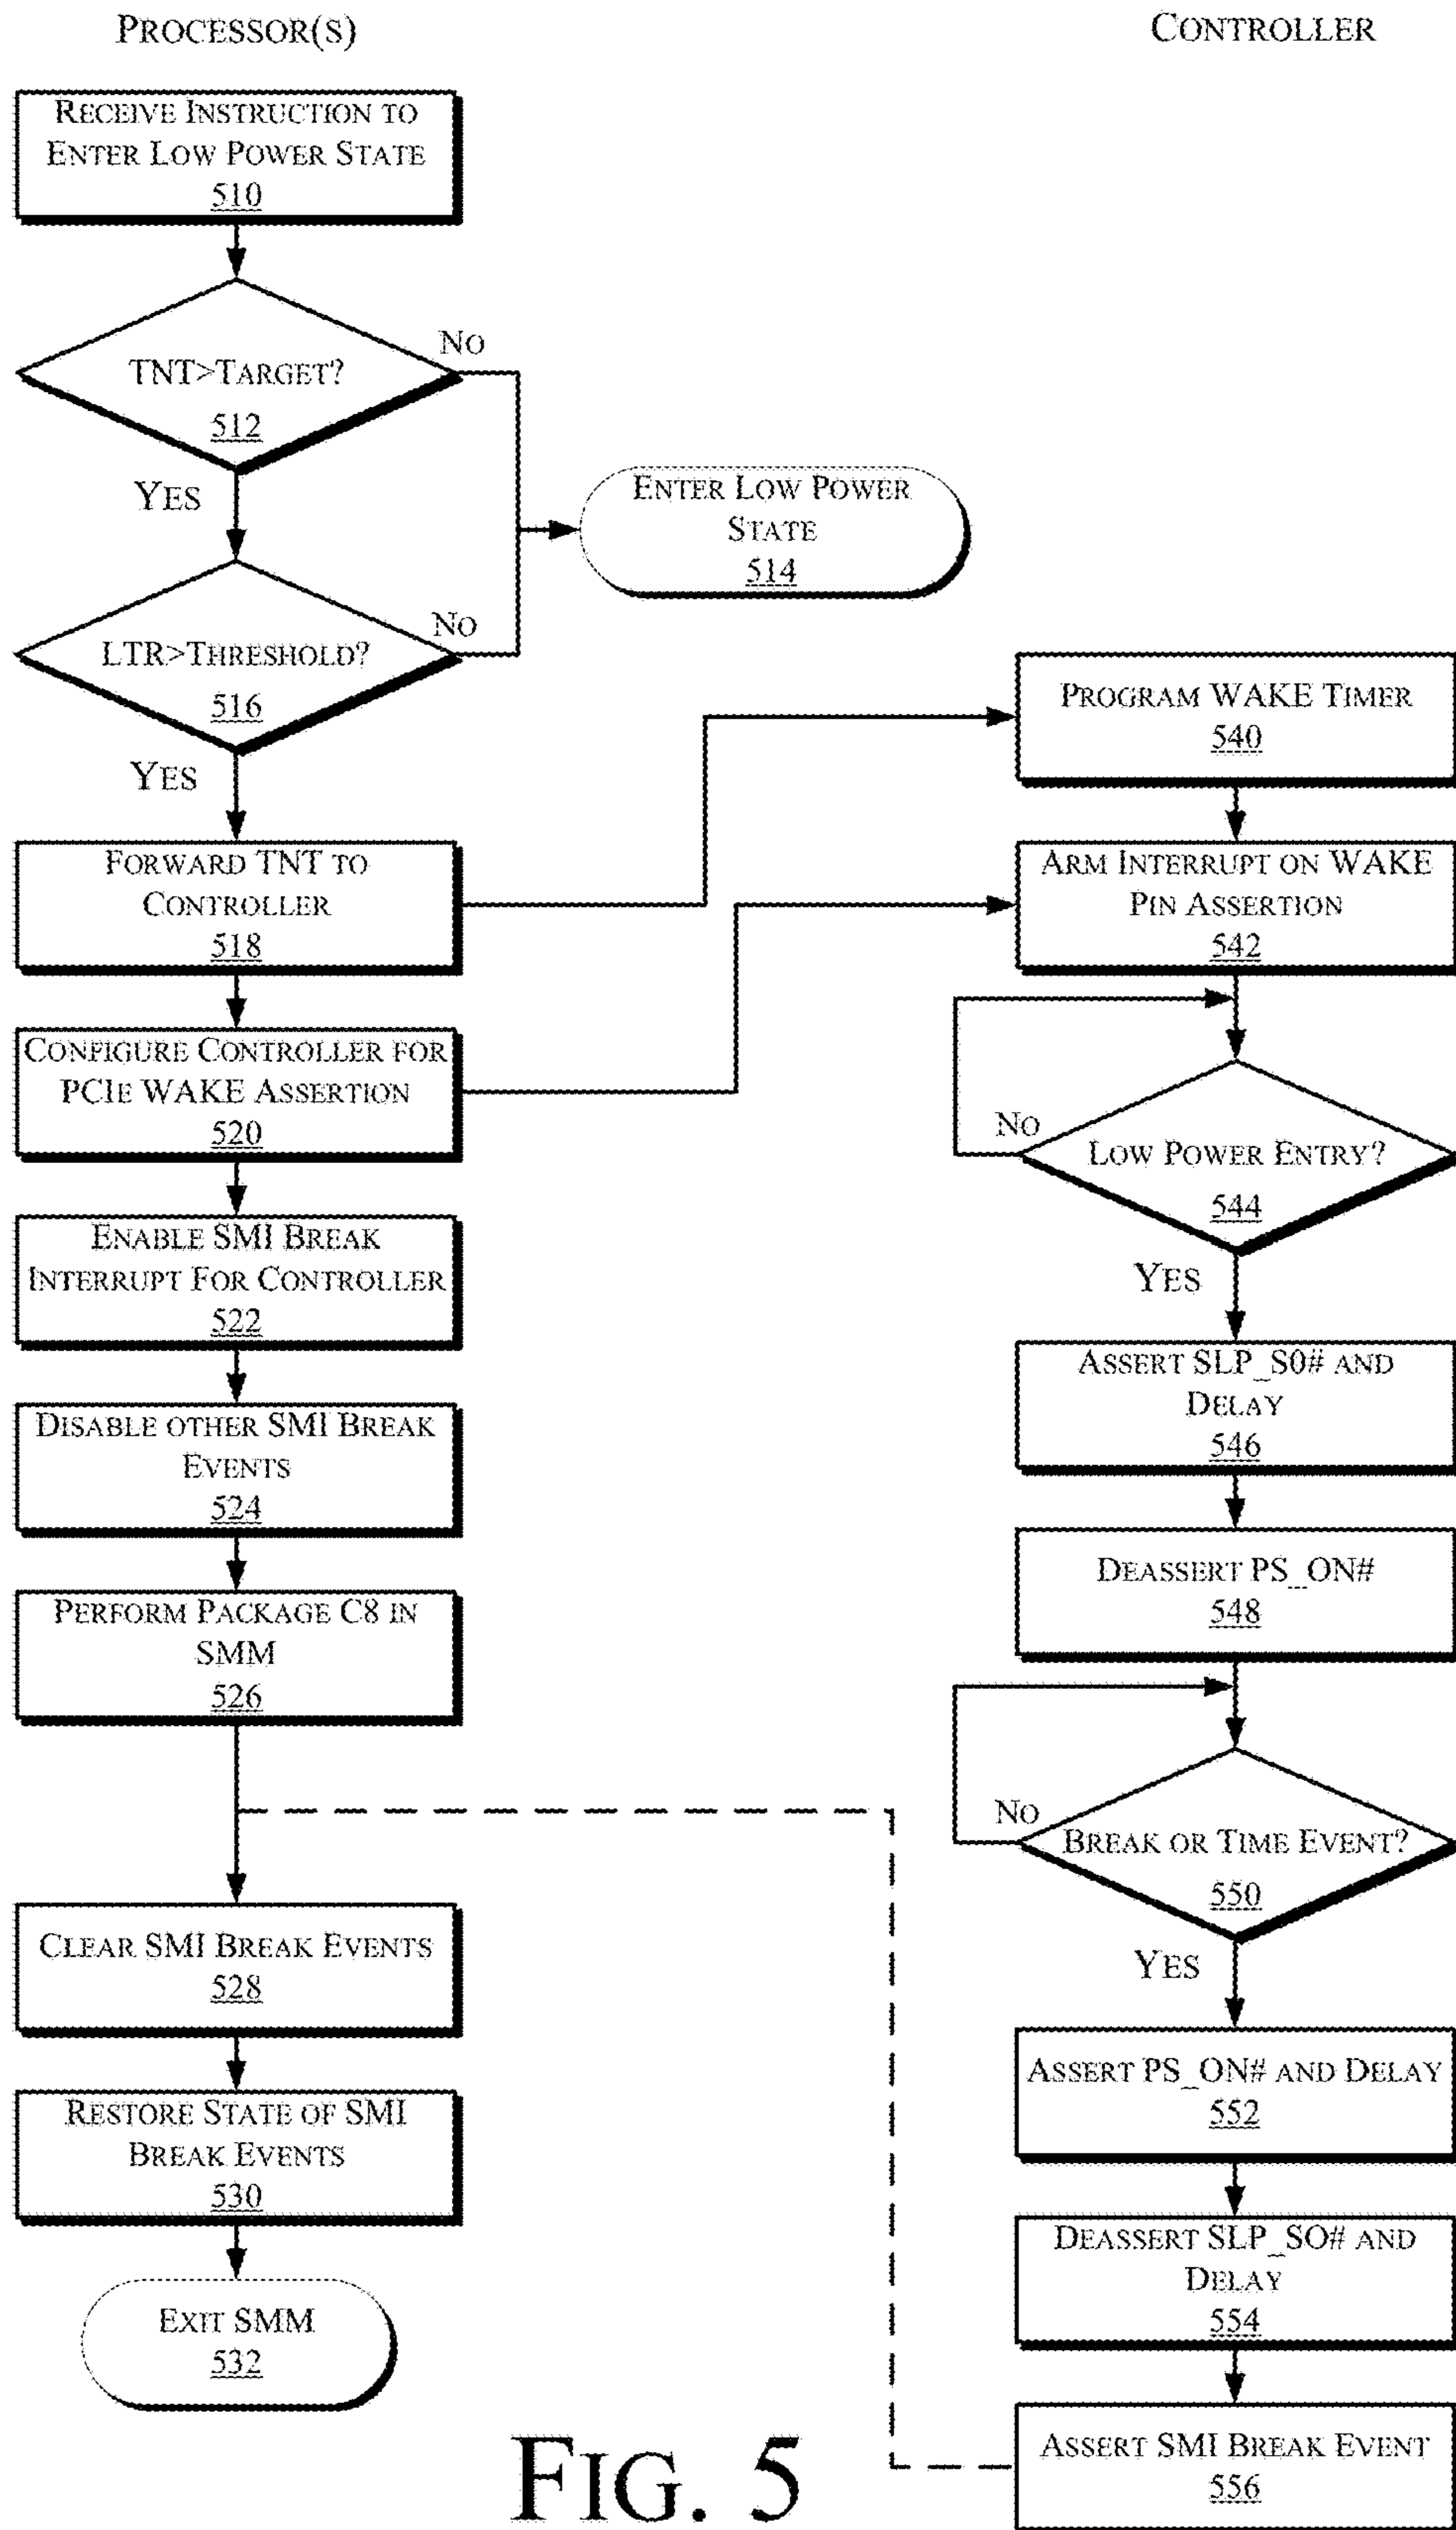 PROCESSOR(S)
RECEIVE INSTRUCTION TO
ENTER LOW POWER STATE
510
TNT>TARGET?
512
NO
YES
ENTER LOW POWER
STATE
514
LTR>THRESHOLD?
516
NO
YES
FORWARD TNT TO
CONTROLLER
518
CONFIGURE CONTROLLER FOR
PCIE WAKE ASSERTION
520
ENABLE SMI BREAK
INTERRUPT FOR CONTROLLER
522
DISABLE OTHER SMI BREAK
EVENTS
524
PERFORM PACKAGE C8 IN
SMM
526
CLEAR SMI BREAK EVENTS
528
RESTORE STATE OF SMI
BREAK EVENTS
530
EXIT SMM
532
CONTROLLER
PROGRAM WAKE TIMER
540
ARM INTERRUPT ON WAKE
PIN ASSERTION
542
LOW POWER ENTRY?
544
NO
YES
ASSERT SLP_S0# AND
DELAY
546
DEASSERT PS_ON#
548
BREAK OR TIME EVENT?
550
NO
YES
ASSERT PS_ON# AND DELAY
552
DEASSERT SLP_SO# AND
DELAY
554
ASSERT SMI BREAK EVENT
556
FIG. 5